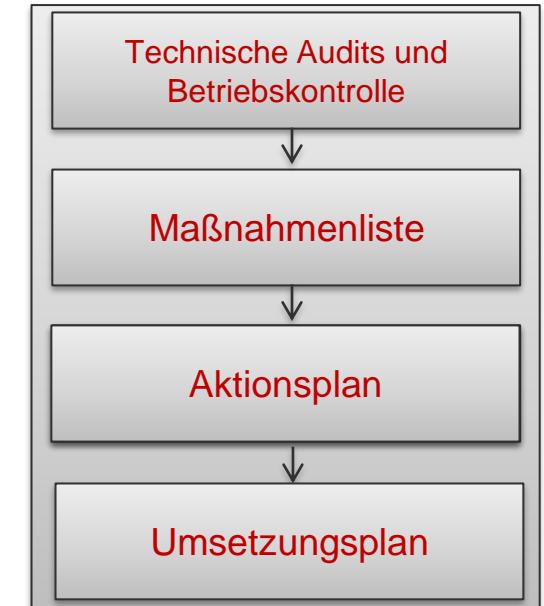 Technische Audits und
Betriebskontrolle
Maßnahmenliste
Aktionsplan
Umsetzungsplan